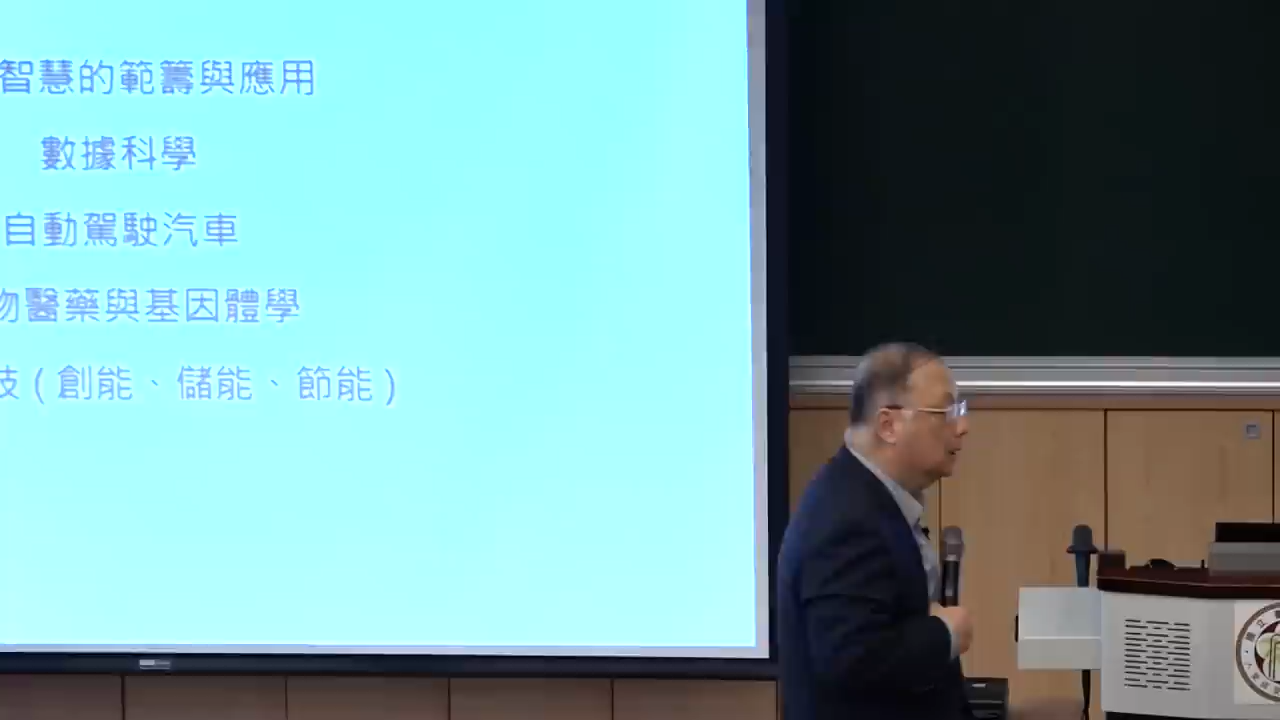 智慧的範籌與應用
數據科學
自動駕駛汽車
物醫藥與基因體學
技(創能、儲能、節能)